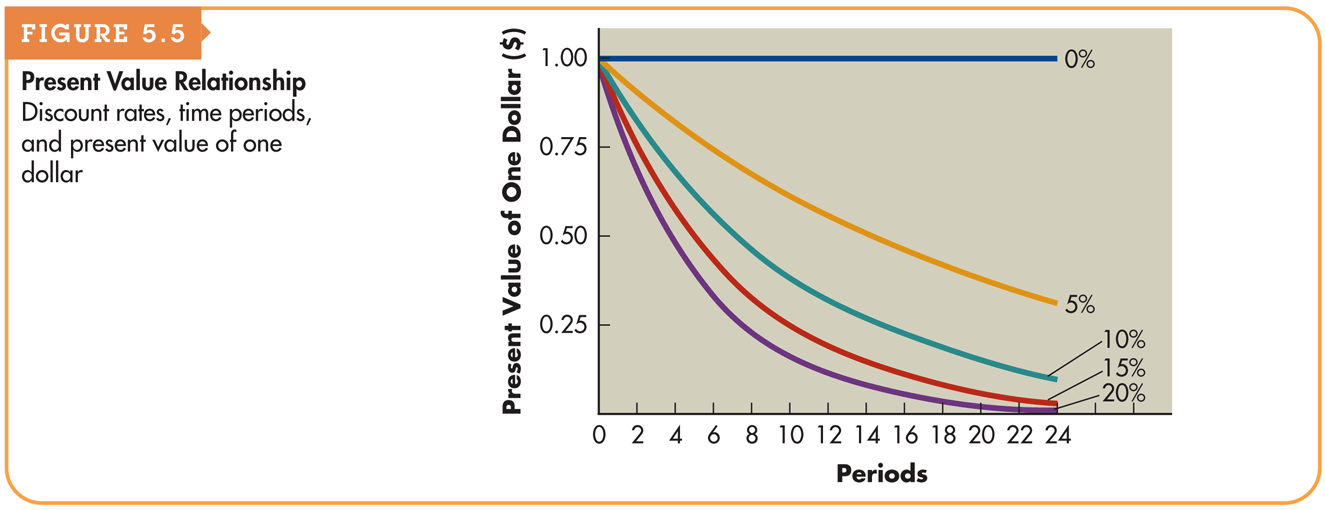 FIGURE 5.5
Present Value Relationship
Discount rates, time periods,
and present value of one
dollar
Present Value of One Dollar ($)
1.00
0.75
0.50
0.25
0%
5%
10%
15%
20%
0 2 4 6 8 10 12 14 16 18 20 22 24
Periods